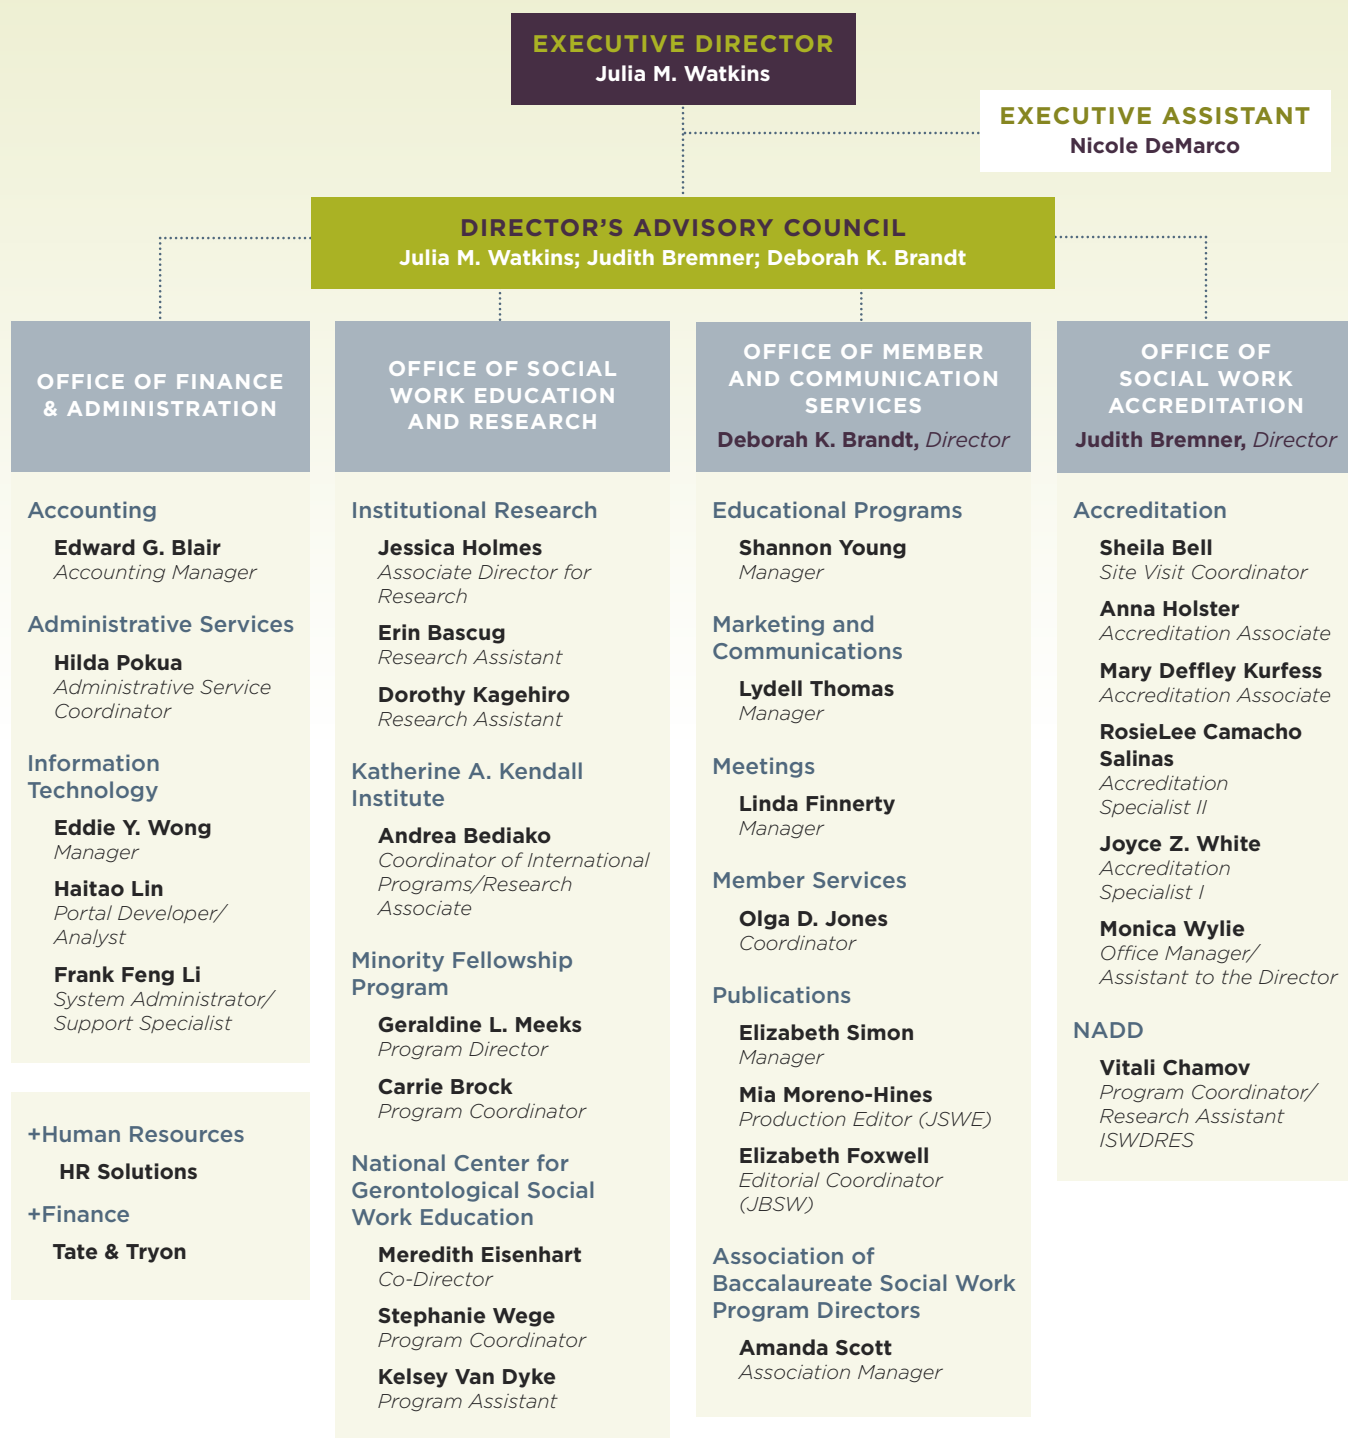 EXECUTIVE DIRECTOR
Julia M. Watkins
EXECUTIVE ASSISTANT
Nicole DeMarco
DIRECTOR’S ADVISORY COUNCIL
Julia M. Watkins; Judith Bremner; Deborah K. Brandt
OFFICE OF FINANCE
& ADMINISTRATION
Accounting
Edward G. Blair
Accounting Manager
Administrative Services
Hilda Pokua
Administrative Service
Coordinator
Information
Technology
Eddie Y. Wong
Manager
Haitao Lin
Portal Developer/
Analyst
Frank Feng Li
System Administrator/
Support Specialist
+Human Resources
HR Solutions
+Finance
Tate & Tryon
OFFICE OF SOCIAL
WORK EDUCATION
AND RESEARCH
Institutional Research
Jessica Holmes
Associate Director for
Research
Erin Bascug
Research Assistant
Dorothy Kagehiro
Research Assistant
Katherine A. Kendall
Institute
Andrea Bediako
Coordinator of International
Programs/Research
Associate
Minority Fellowship
Program
Geraldine L. Meeks
Program Director
Carrie Brock
Program Coordinator
National Center for
Gerontological Social
Work Education
Meredith Eisenhart
Co-Director
Stephanie Wege
Program Coordinator
Kelsey Van Dyke
Program Assistant
OFFICE OF MEMBER
AND COMMUNICATION
SERVICES
Deborah K. Brandt, Director
Educational Programs
Shannon Young
Manager
Marketing and
Communications
Lydell Thomas
Manager
Meetings
Linda Finnerty
Manager
Member Services
Olga D. Jones
Coordinator
Publications
Elizabeth Simon
Manager
Mia Moreno-Hines
Production Editor (JSWE)
Elizabeth Foxwell
Editorial Coordinator
(JBSW)
Association of
Baccalaureate Social Work
Program Directors
Amanda Scott
Association Manager
OFFICE OF
SOCIAL WORK
ACCREDITATION
Judith Bremner, Director
Accreditation
Sheila Bell
Site Visit Coordinator
Anna Holster
Accreditation Associate
Mary Deffley Kurfess
Accreditation Associate
RosieLee Camacho
Salinas
Accreditation
Specialist II
Joyce Z. White
Accreditation
Specialist I
Monica Wylie
Office Manager/
Assistant to the Director
NADD
Vitali Chamov
Program Coordinator/
Research Assistant
ISWDRES